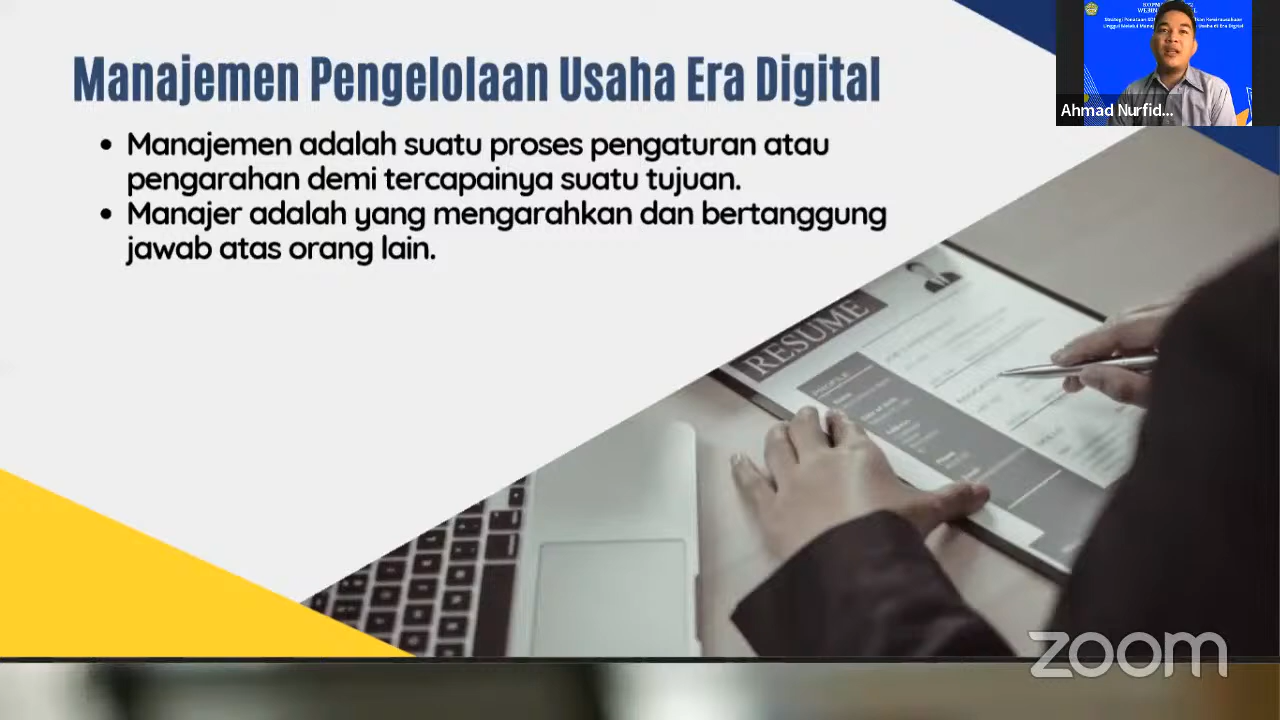 Manajemen Pengelolaan Usaha Era Digital
• Manajemen adalah suatu proses pengaturan atau
pengarahan demi tercapainya suatu tujuan.
• Manajer adalah yang mengarahkan dan bertanggung
jawab atas orang lain.
Ahmad Nurfid...
RESUME
PROFILE
zoom